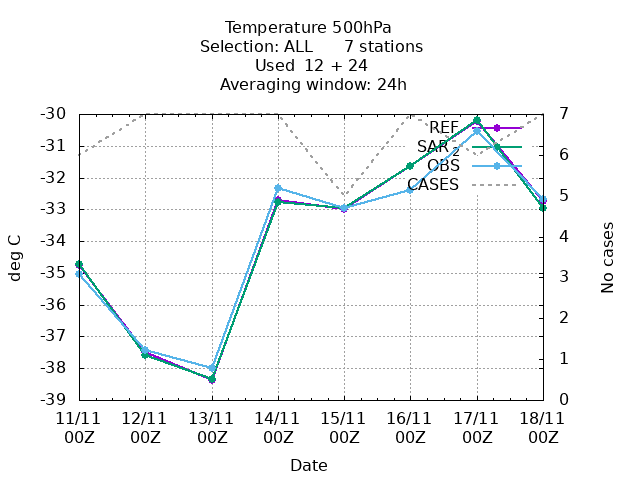 Temperature 500hPa
Selection: ALL 7 stations
Used 12 + 24
Averaging window: 24h
-30 7
REF
-31
SAR 2
6
OBS
-32
CASES
5
-33
-34 4
deg C
No cases
-35 3
-36
2
-37
1
-38
-39 0
11/11 12/11 13/11 14/11 15/11 16/11 17/11 18/11
00Z 00Z 00Z 00Z 00Z 00Z 00Z 00Z
Date